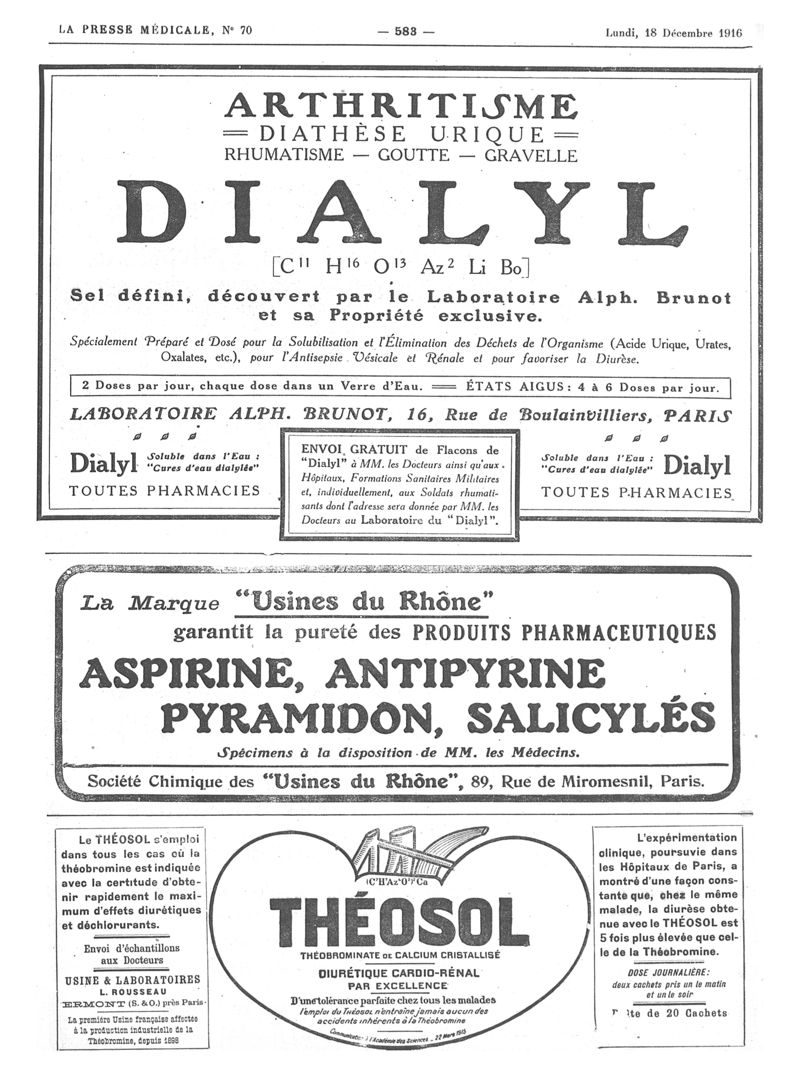 LA PRESSE MÉDICALE, N° 70 — 583 — Lundi, 18 Décembre 1916
ARTHRITISME
DIATHÈSE URIQUE
RHUMATISME — GOUTTE — GRAVELLE
DIALYL
[C¹¹ H¹⁶ O¹³ Az² Li Bo]
Sel défini, découvert par le Laboratoire Alph. Brunot
et sa Propriété exclusive.
Spécialement Préparé et Dosé pour la Solubilisation et l'Élimination des Déchets de l'Organisme (Acide Urique, Urates,
Oxalates, etc.), pour l'Antisepsie Vésicale et Rénale et pour favoriser la Diurèse.
2 Doses par jour, chaque dose dans un Verre d'Eau. — ÉTATS AIGUS : 4 à 6 Doses par jour.
LABORATOIRE ALPH. BRUNOT, 16, Rue de Boulainvilliers, PARIS
Dialyl
Soluble dans l'Eau :
"Cures d'eau dialylée"
TOUTES PHARMACIES
ENVOI GRATUIT de Flacons de
"Dialyl" à MM. les Docteurs ainsi qu'aux
Hôpitaux, Formations Sanitaires Militaires
et, individuellement, aux Soldats rhumati-
sants dont l'adresse sera donnée par MM. les
Docteurs au Laboratoire du "Dialyl".
Soluble dans l'Eau :
"Cures d'eau dialylée"
Dialyl
TOUTES PHARMACIES
La Marque "Usines du Rhône"
garantit la pureté des PRODUITS PHARMACEUTIQUES
ASPIRINE, ANTIPYRINE
PYRAMIDON, SALICYLÉS
Spécimens à la disposition de MM. les Médecins.
Société Chimique des "Usines du Rhône", 89, Rue de Miromesnil, Paris.
Le THÉOSOL s'emploi
dans tous les cas où la
théobromine est indiquée
avec la certitude d'obte-
nir rapidement le maxi-
mum d'effets diurétiques
et déchlorurants.
Envoi d'échantillons
aux Docteurs
USINE & LABORATOIRES
L. ROUSSEAU
ERMONT (S. & O.) près Paris
La première Usine française affectée
à la production industrielle de la
Théobromine, depuis 1898
THÉOSOL
THÉOBROMINATE DE CALCIUM CRISTALLISÉ
DIURÉTIQUE CARDIO-RÉNAL
PAR EXCELLENCE
D'une tolérance parfaite chez tous les malades
l'emploi du THÉOSOL n'entraîne jamais aucun des
accidents inhérents à la Théobromine
Communication à l'Académie des Sciences - 22 Mars 1915
L'expérimentation
clinique, poursuvie dans
les Hôpitaux de Paris, a
montré d'une façon cons-
tante que, chez le même
malade, la diurèse obte-
nue avec le THÉOSOL est
5 fois plus élevée que cel-
le de la Théobromine.
DOSE JOURNALIÈRE :
deux cachets pris un le matin
et un le soir
de 20 Cachets